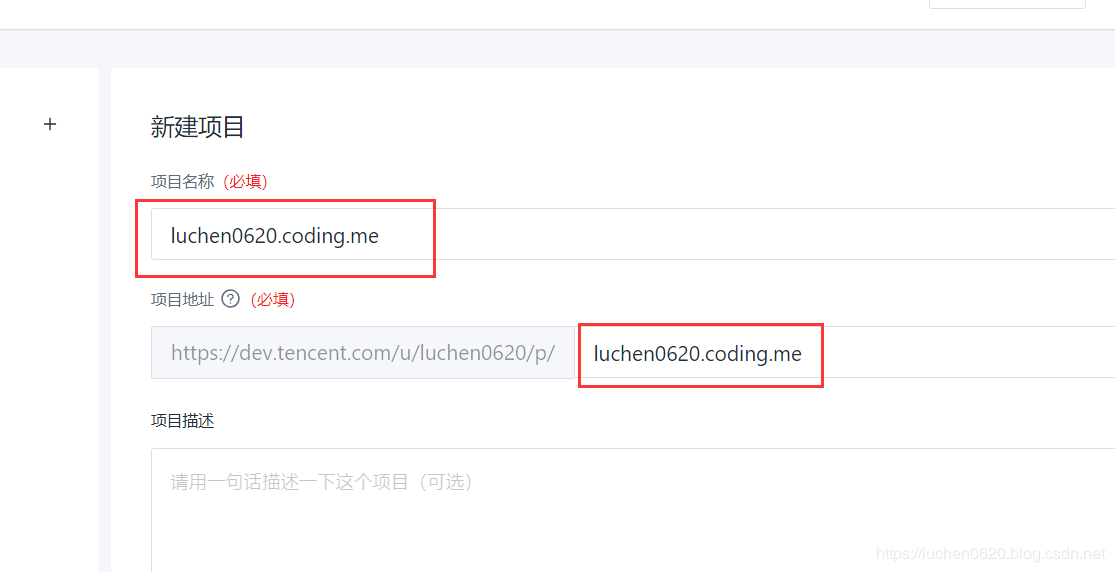 +
新建项目
项目名称 (必填)
luchen0620.coding.me
项目地址 ? (必填)
https://dev.tencent.com/u/luchen0620/p/ luchen0620.coding.me
项目描述
请用一句话描述一下这个项目（可选）
https://luchen0620.blog.csdn.net